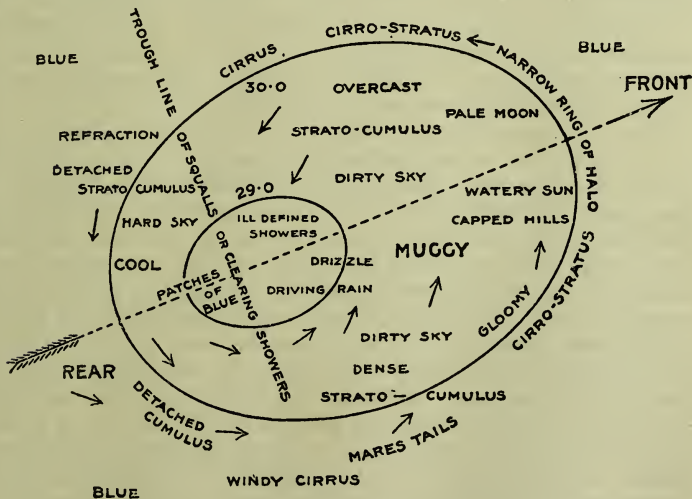 CIRRO-STRATUS
BLUE
BLUE
CIRRUS,
NARROW RING OF HALO
TROUGH LINE OF SQUALLS OR CLEARING SHOWERS
30.0
OVERCAST
FRONT
PALE MOON
REFRACTION
STRATO-CUMULUS
DETACHED
STRATO CUMULUS
DIRTY SKY
29.0
WATERY SUN
HARD SKY
ILL DEFINED
SHOWERS
CAPPED HILLS
MUGGY
COOL
DRIZZLE
PATCHES
OF
BLUE
DRIVING RAIN
GLOOMY
CIRRO-STRATUS
DIRTY SKY
REAR
DENSE
STRATO - CUMULUS
DETACHED
CUMULUS
MARES TAILS
WINDY CIRRUS
BLUE